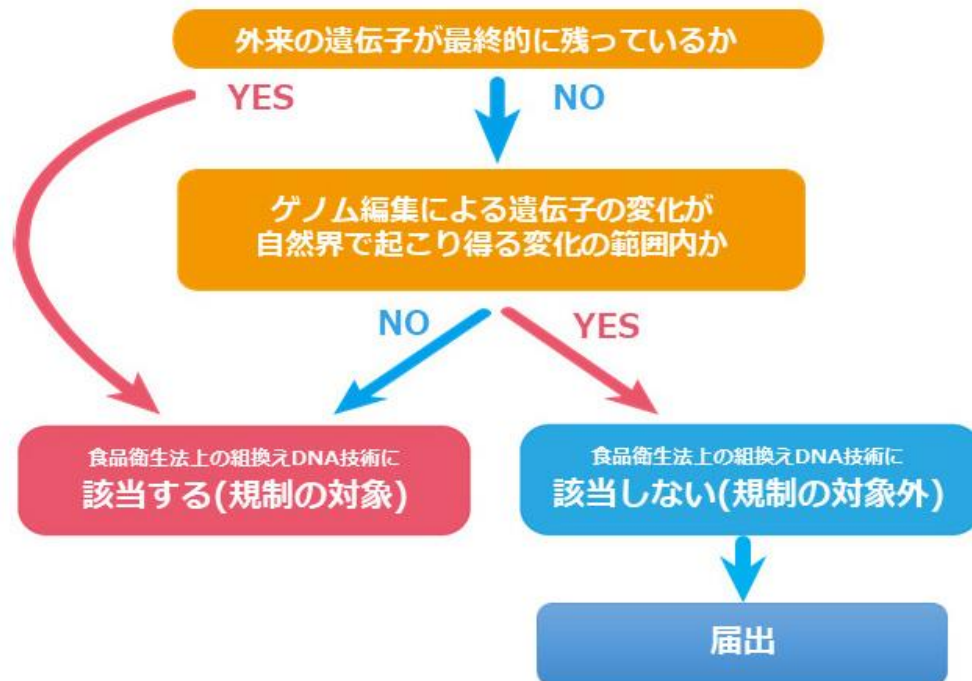 外来の遺伝子が最終的に残っているか
YES
NO
ゲノム編集による遺伝子の変化が
自然界で起こり得る変化の範囲内か
NO
YES
食品衛生法上の組換えDNA技術に
該当する(規制の対象)
食品衛生法上の組換えDNA技術に
該当しない(規制の対象外)
届出